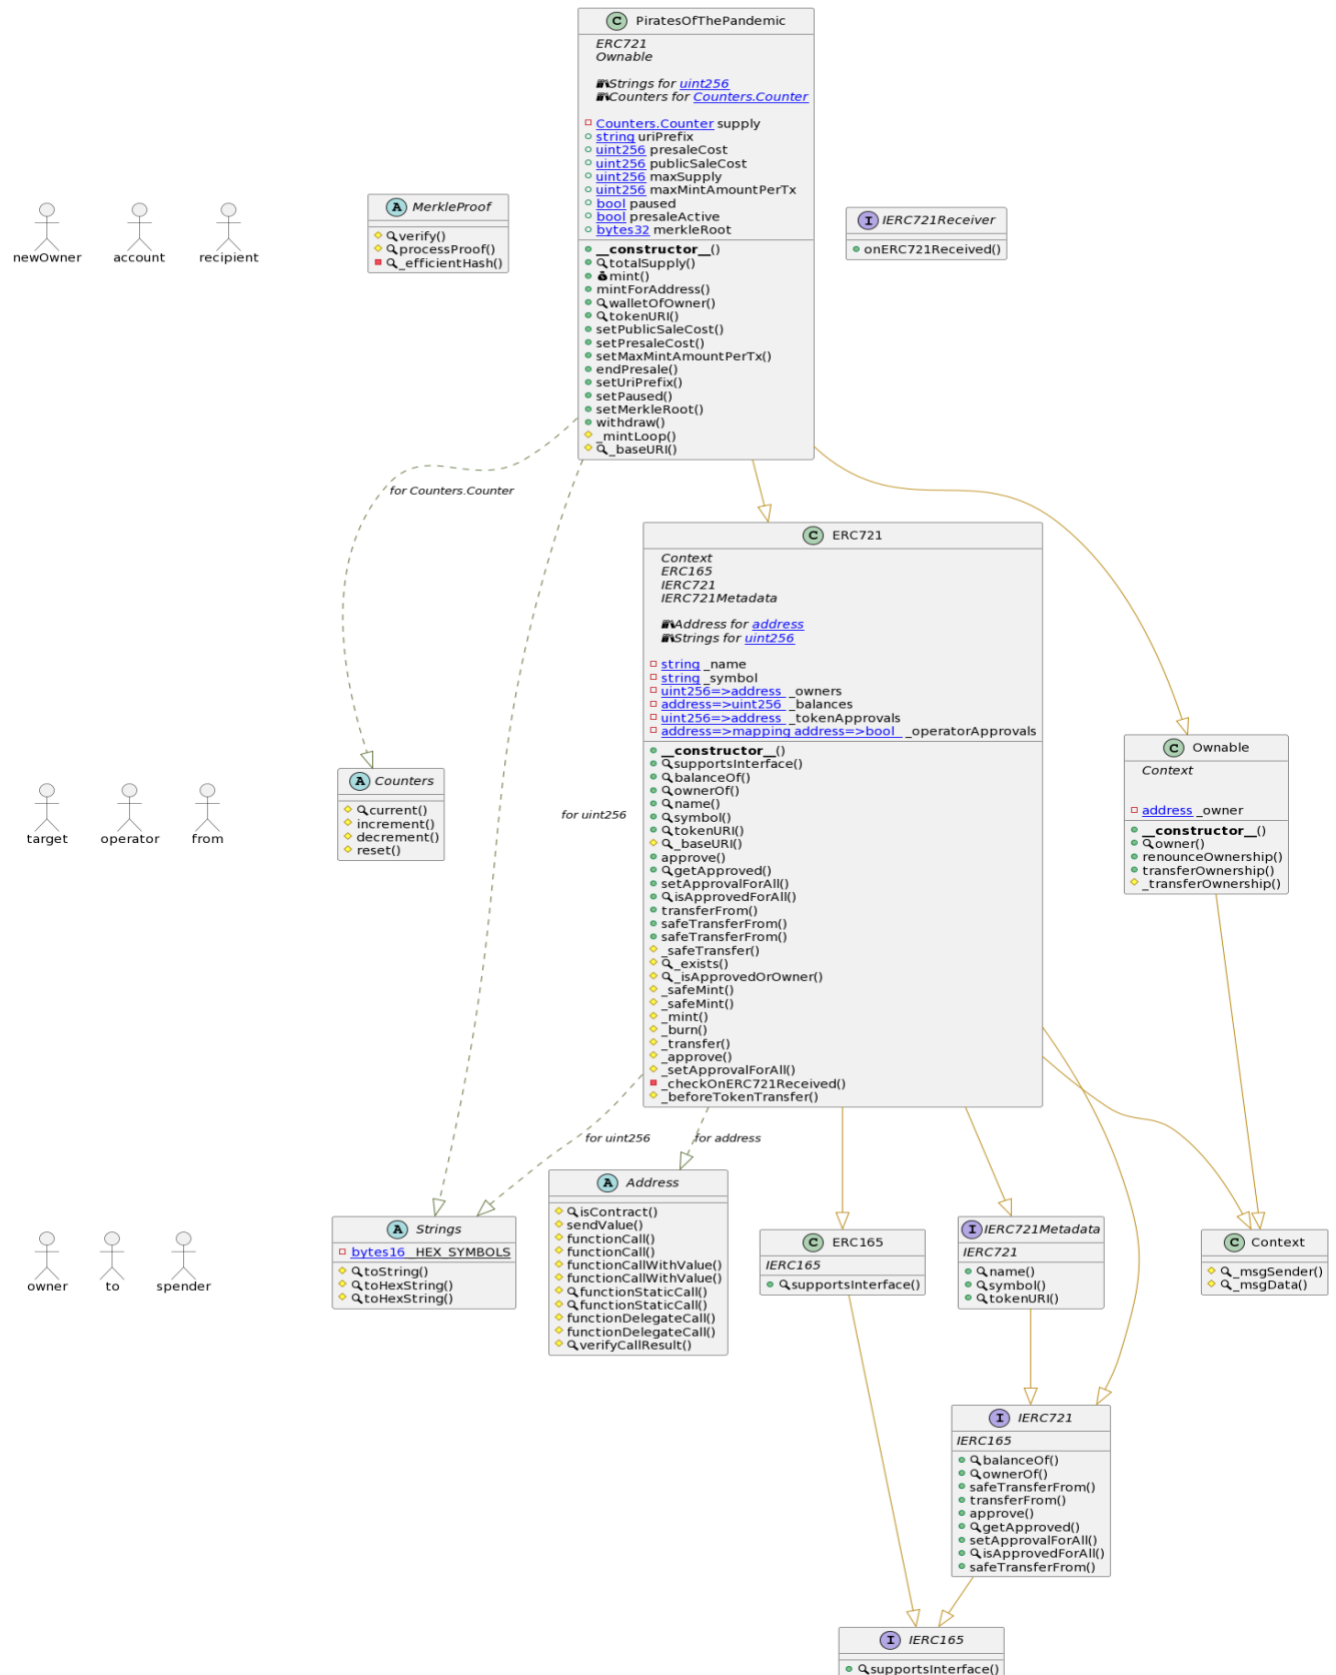 C PiratesOfThePandemic
ERC721
Ownable
Strings for uint256
Counters for Counters.Counter
Counters.Counter supply
string uriPrefix
uint256 presaleCost
uint256 publicSaleCost
uint256 maxSupply
uint256 maxMintAmountPerTx
bool paused
bool presaleActive
bytes32 merkleRoot
__constructor__()
totalSupply()
mint()
mintForAddress()
walletOfOwner()
tokenURI()
setPublicSaleCost()
setPresaleCost()
setMaxMintAmountPerTx()
endPresale()
setUriPrefix()
setPaused()
setMerkleRoot()
withdraw()
_mintLoop()
_baseURI()
newOwner
account
recipient
A MerkleProof
verify()
processProof()
_efficientHash()
I IERC721Receiver
onERC721Received()
for Counters.Counter
C ERC721
Context
ERC165
IERC721
IERC721Metadata
Address for address
Strings for uint256
string _name
string _symbol
uint256=>address _owners
address=>uint256 _balances
uint256=>address _tokenApprovals
address=>mapping address=>bool _operatorApprovals
__constructor__()
supportsInterface()
balanceOf()
ownerOf()
name()
symbol()
tokenURI()
_baseURI()
approve()
getApproved()
setApprovalForAll()
isApprovedForAll()
transferFrom()
safeTransferFrom()
safeTransferFrom()
_safeTransfer()
_exists()
_isApprovedOrOwner()
_safeMint()
_safeMint()
_mint()
_burn()
_transfer()
_approve()
_setApprovalForAll()
_checkOnERC721Received()
_beforeTokenTransfer()
target
operator
from
A Counters
current()
increment()
decrement()
reset()
for uint256
C Ownable
Context
address _owner
__constructor__()
owner()
renounceOwnership()
transferOwnership()
_transferOwnership()
for uint256
for address
owner
to
spender
A Strings
bytes16 _HEX_SYMBOLS
toString()
toHexString()
toHexString()
A Address
isContract()
sendValue()
functionCall()
functionCall()
functionCallWithValue()
functionCallWithValue()
functionStaticCall()
functionStaticCall()
functionDelegateCall()
functionDelegateCall()
verifyCallResult()
C ERC165
IERC165
supportsInterface()
I IERC721Metadata
IERC721
name()
symbol()
tokenURI()
C Context
_msgSender()
_msgData()
I IERC721
IERC165
balanceOf()
ownerOf()
safeTransferFrom()
transferFrom()
approve()
getApproved()
setApprovalForAll()
isApprovedForAll()
safeTransferFrom()
I IERC165
supportsInterface()